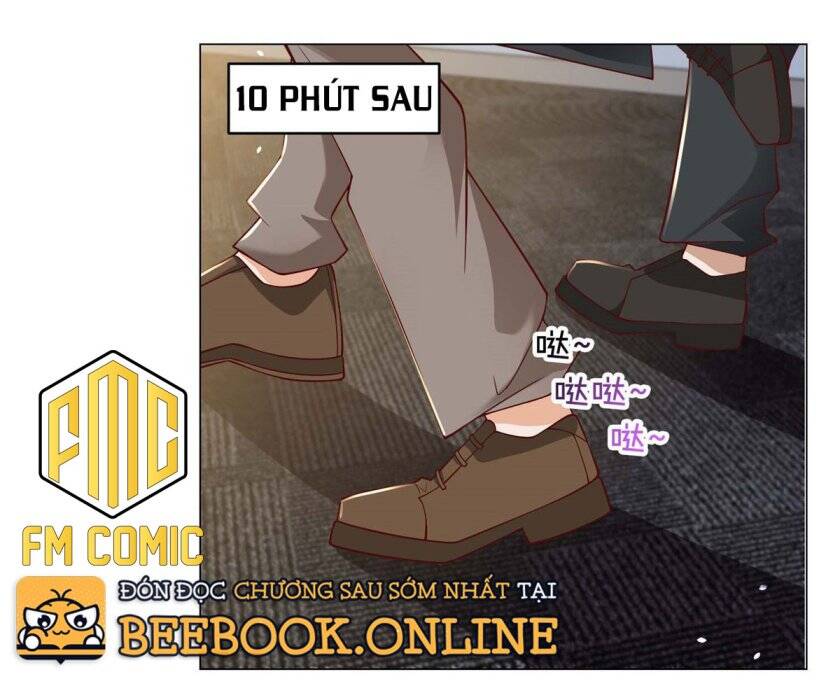 10 PHÚT SAU
哒~
哒哒~
哒~
FMC
FM COMIC
ĐÓN ĐỌC CHƯƠNG SAU SỚM NHẤT TẠI
BEEBOOK.ONLINE